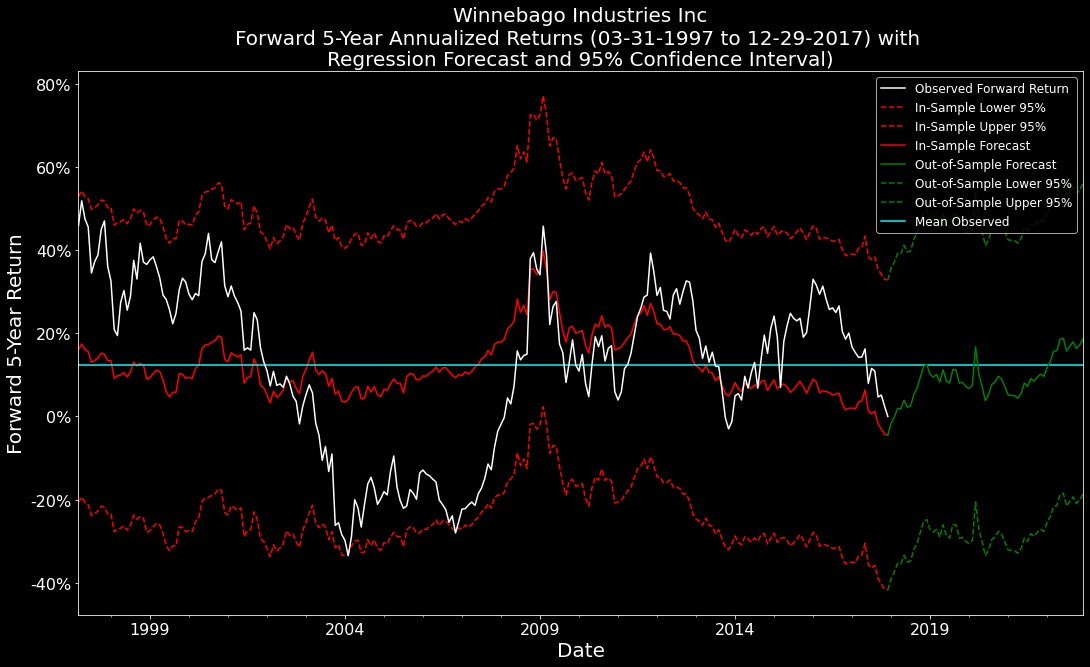 Winnebago Industries Inc
Forward 5-Year Annualized Returns (03-31-1997 to 12-29-2017) with
Regression Forecast and 95% Confidence Interval)
80%
60%
40%
20%
0%
-20%
-40%
Forward 5-Year Return
Observed Forward Return
In-Sample Lower 95%
In-Sample Upper 95%
In-Sample Forecast
Out-of-Sample Forecast
Out-of-Sample Lower 95%
Out-of-Sample Upper 95%
Mean Observed
1999
2004
2009
2014
2019
Date